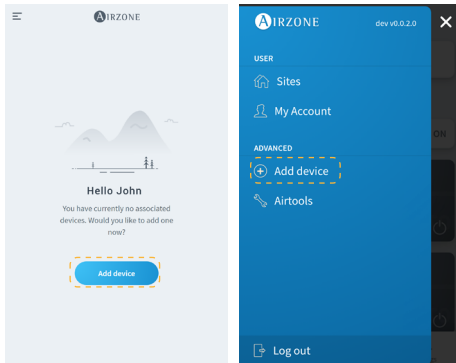 AIRZONE
Hello John
You have currently no associated
devices. Would you like to add one
now?
Add device
AIRZONE dev v0.0.2.0
USER
Sites
My Account
ADVANCED
Add device
Airtools
Log out
ON